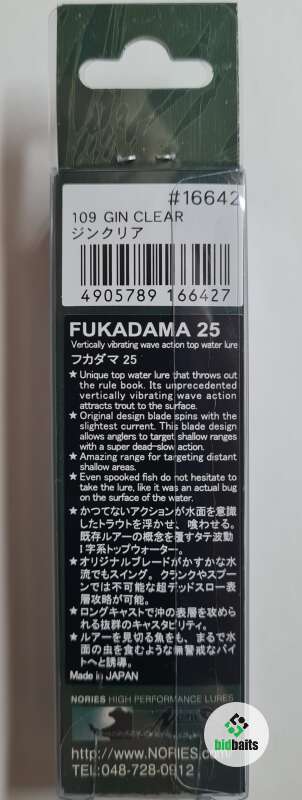 #16642
109 GIN CLEAR
ジンクリア
4905789 166427
FUKADAMA 25
Vertically vibrating wave action top water lure
フカダマ 25
★ Unique top water lure that throws out
the rule book. Its unprecedented
vertically vibrating wave action
attracts trout to the surface.
★ Original design blade spins with the
slightest current. This blade design
allows anglers to target shallow ranges
with a super dead-slow action.
★ Amazing range for targeting distant
shallow areas.
★ Even spooked fish do not hesitate to
take the lure, like it was an actual bug
on the surface of the water.
★ かつてないアクションが水面を意識
したトラウトを浮かせ、喰わせる。
既存ルアーの概念を覆すタテ波動
I字系トップウォーター。
★ オリジナルブレードがかすかな水
流でもスイング。クランクやスプー
ンでは不可能な超デッドスロー表
層攻略が可能。
★ ロングキャストで沖の表層を攻めら
れる抜群のキャスタビリティ。
★ ルアーを見切る魚をも、まるで水
面の虫を食むような無警戒なバイ
トへと誘導。
Made in JAPAN
NORIES HIGH PERFORMANCE LURES
http://www.NORIES.com
TEL:048-728-0912
bidbaits